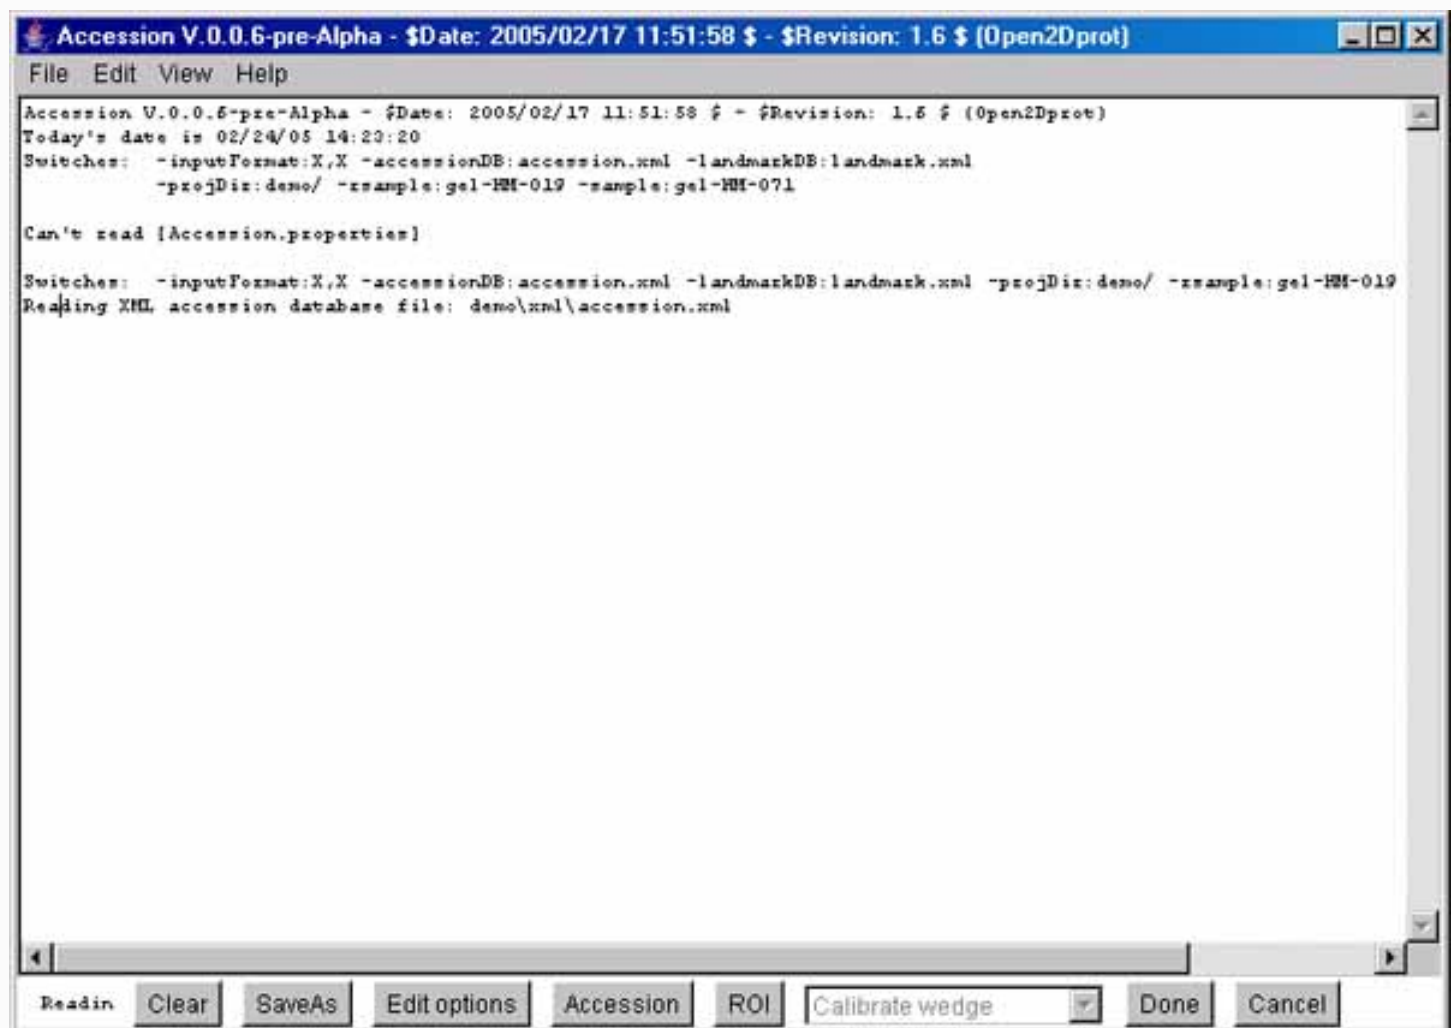 Accession V.0.0.6-pre-Alpha - $Date: 2005/02/17 11:51:58 $ - $Revision: 1.6 $ (Open2Dprot)
File Edit View Help
Accession V.0.0.6-pre-Alpha - $Date: 2005/02/17 11:51:58 $ - $Revision: 1.6 $ (Open2Dprot)
Today's date is 02/24/05 14:23:20
Switches: -inputFormat:X,X -accessionDB:accession.xml -landmarkDB:landmark.xml
-projDir:demo/ -rsample:gel-HM-019 -sample:gel-HM-071
Can't read [Accession.properties]
Switches: -inputFormat:X,X -accessionDB:accession.xml -landmarkDB:landmark.xml -projDir:demo/ -rsample:gel-HM-019
Reading XML accession database file: demo\xml\accession.xml
Readin Clear SaveAs Edit options Accession ROI Calibrate wedge Done Cancel